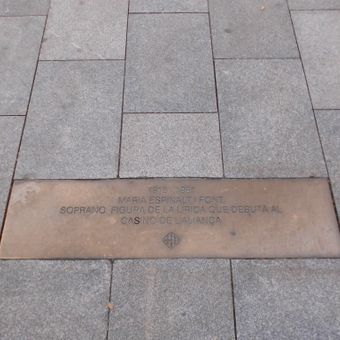 MARIA ESPINALT I FONT,
SOPRANO, FIGURA DE LA LÍRICA QUE DEBUTÀ AL
CASINO DE L'ALIANÇA